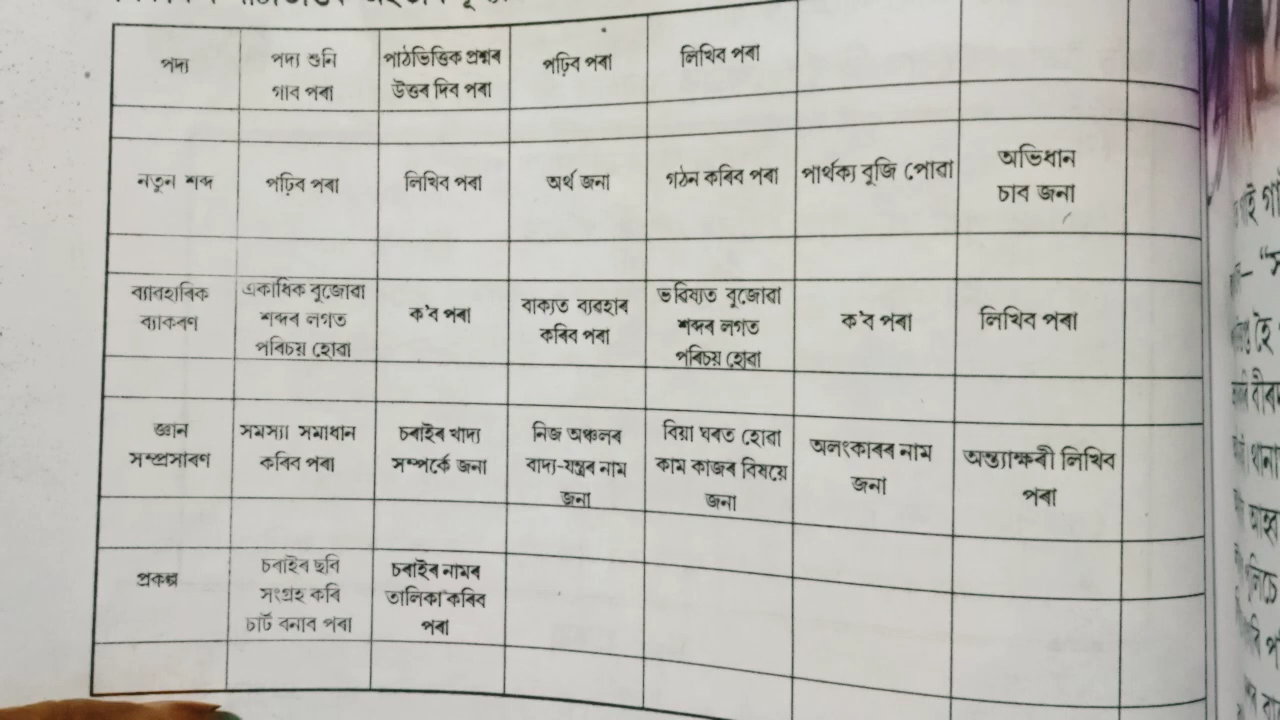 পদ্য
পদ্য শুনি
গাব পৰা
পাঠভিত্তিক প্ৰশ্নৰ
উত্তৰ দিব পৰা
পঢ়িব পৰা
লিখিব পৰা
নতুন শব্দ
পঢ়িব পৰা
লিখিব পৰা
অৰ্থ জনা
গঠন কৰিব পৰা
পাৰ্থক্য বুজি পোৱা
অভিধান
চাব জনা
ব্যাবহাৰিক
ব্যাকৰণ
একাধিক বুজোৱা
শব্দৰ লগত
পৰিচয় হোৱা
ক'ব পৰা
বাক্যত ব্যৱহাৰ
কৰিব পৰা
ভৱিষ্যত বুজোৱা
শব্দৰ লগত
পৰিচয় হোৱা
ক'ব পৰা
লিখিব পৰা
জ্ঞান
সম্প্ৰসাৰণ
সমস্যা সমাধান
কৰিব পৰা
চৰাইৰ খাদ্য
সম্পৰ্কে জনা
নিজ অঞ্চলৰ
বাদ্য-যন্ত্ৰৰ নাম
জনা
বিয়া ঘৰত হোৱা
কাম কাজৰ বিষয়ে
জনা
অলংকাৰৰ নাম
জনা
অন্ত্যাক্ষৰী লিখিব
পৰা
প্ৰকল্প
চৰাইৰ ছবি
সংগ্ৰহ কৰি
চাৰ্ট বনাব পৰা
চৰাইৰ নামৰ
তালিকা কৰিব
পৰা